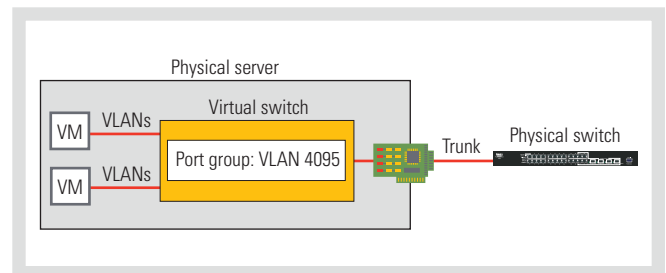 Physical server
VLANs
Virtual switch
VM
Port group: VLAN 4095
Trunk
Physical switch
VLANs
VM